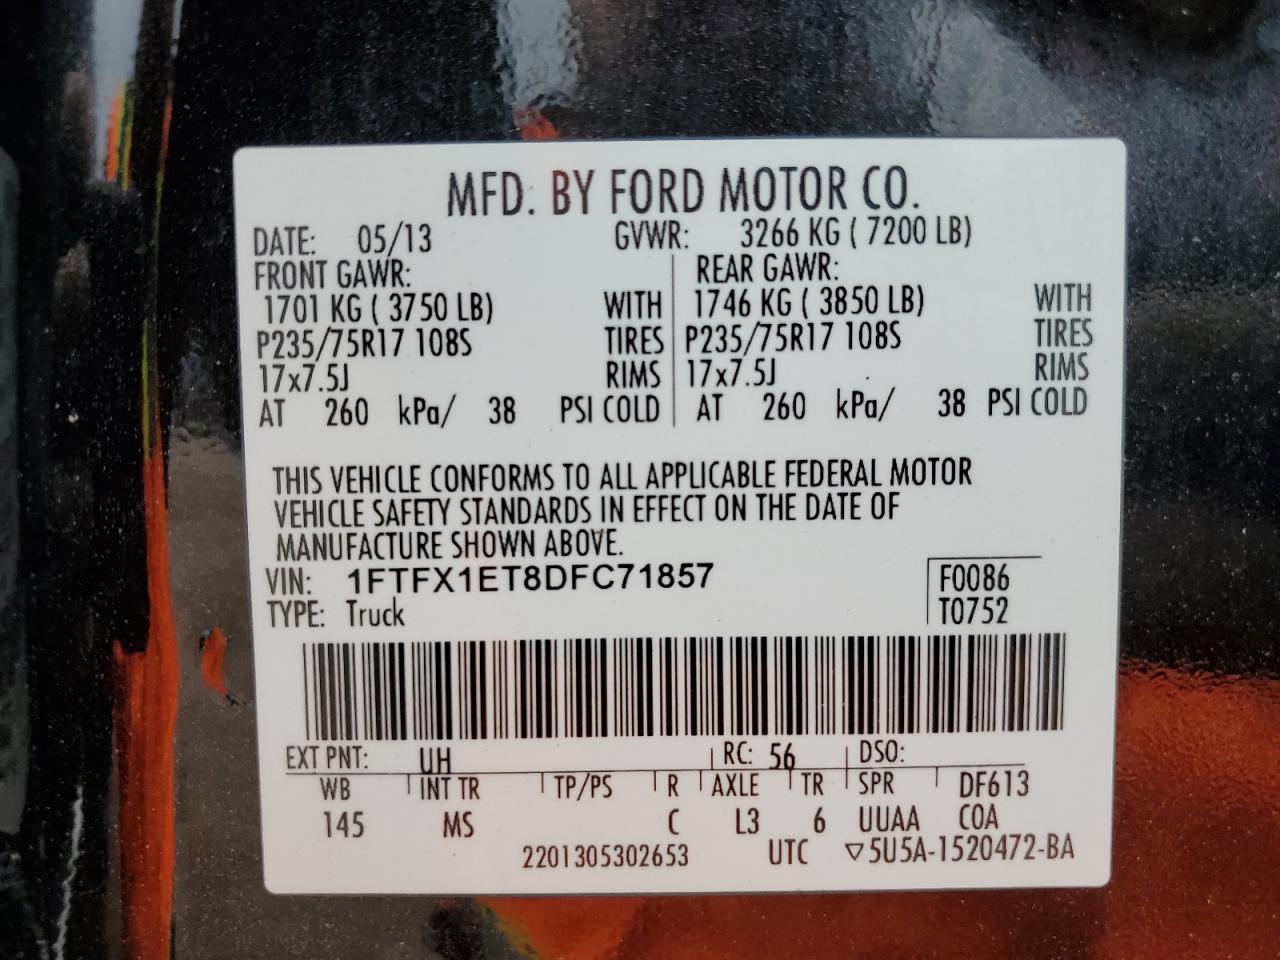 MFD. BY FORD MOTOR CO.
DATE: 05/13 GVWR: 3266 KG ( 7200 LB)
FRONT GAWR: REAR GAWR:
1701 KG ( 3750 LB) WITH 1746 KG ( 3850 LB) WITH
P235/75R17 108S TIRES P235/75R17 108S TIRES
17x7.5J RIMS 17x7.5J RIMS
AT 260 kPa/ 38 PSI COLD AT 260 kPa/ 38 PSI COLD
THIS VEHICLE CONFORMS TO ALL APPLICABLE FEDERAL MOTOR
VEHICLE SAFETY STANDARDS IN EFFECT ON THE DATE OF
MANUFACTURE SHOWN ABOVE.
VIN: 1FTFX1ET8DFC71857 F0086
TYPE: Truck T0752
EXT PNT: UH RC: 56 DSO:
WB INT TR TP/PS R AXLE TR SPR DF613
145 MS C L3 6 UUAA COA
2201305302653 UTC ▽5U5A-1520472-BA